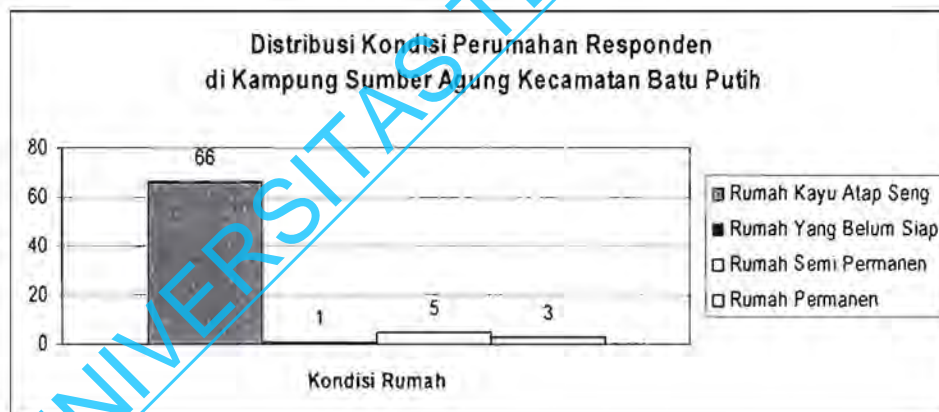 Distribusi Kondisi Perumahan Responden
di Kampung Sumber Agung Kecamatan Batu Putih
80
60
40
20
0
66
1
5
3
Kondisi Rumah
Rumah Kayu Atap Seng
Rumah Yang Belum Siap
Rumah Semi Permanen
Rumah Permanen
UNIVERSITAS